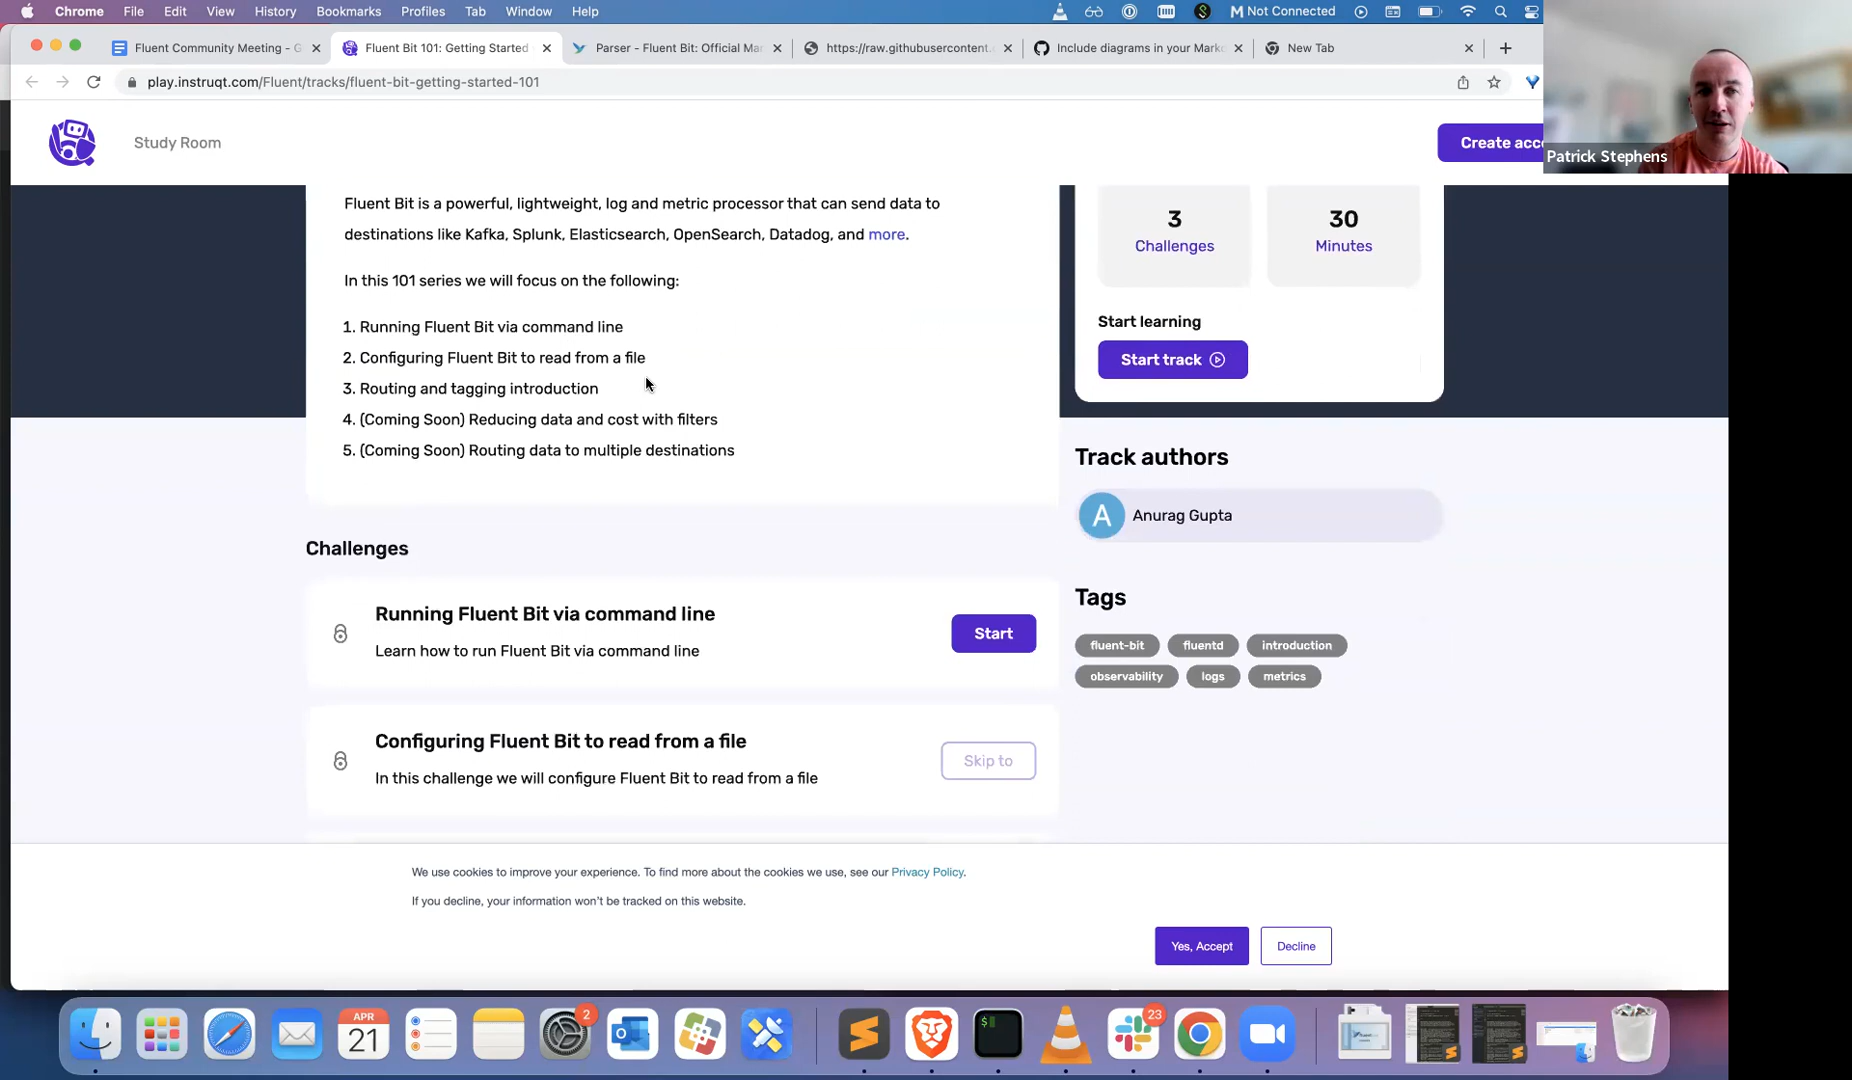 Chrome File Edit View History Bookmarks Profiles Tab Window Help
M Not Connected
Fluent Community Meeting - G
Fluent Bit 101: Getting Started
Parser - Fluent Bit: Official Ma
https://raw.githubusercontent.
Include diagrams in your Mark
New Tab
play.instruqt.com/Fluent/tracks/fluent-bit-getting-started-101
Study Room
Create acc
Patrick Stephens
Fluent Bit is a powerful, lightweight, log and metric processor that can send data to
destinations like Kafka, Splunk, Elasticsearch, OpenSearch, Datadog, and more.
In this 101 series we will focus on the following:
1. Running Fluent Bit via command line
2. Configuring Fluent Bit to read from a file
3. Routing and tagging introduction
4. (Coming Soon) Reducing data and cost with filters
5. (Coming Soon) Routing data to multiple destinations
3
Challenges
30
Minutes
Start learning
Start track
Track authors
A
Anurag Gupta
Tags
fluent-bit fluentd introduction
observability logs metrics
Challenges
Running Fluent Bit via command line
Learn how to run Fluent Bit via command line
Start
Configuring Fluent Bit to read from a file
In this challenge we will configure Fluent Bit to read from a file
Skip to
We use cookies to improve your experience. To find more about the cookies we use, see our Privacy Policy.
If you decline, your information won't be tracked on this website.
Yes, Accept
Decline
APR
21
2
23